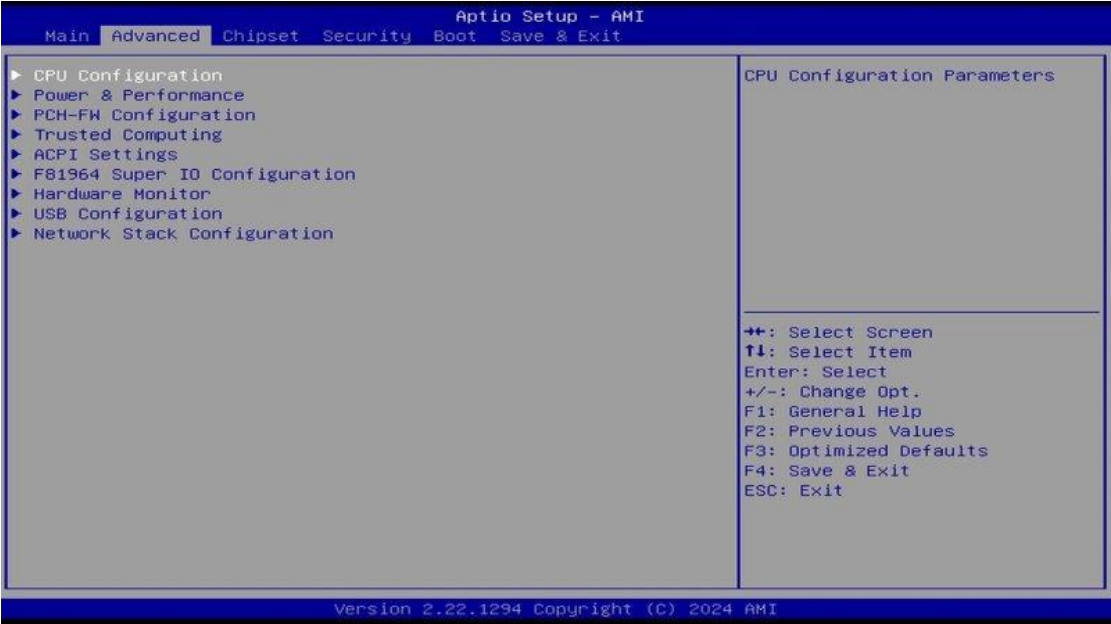 Aptio Setup – AMI
Main Advanced Chipset Security Boot Save & Exit
▶ CPU Configuration
▶ Power & Performance
▶ PCH-FW Configuration
▶ Trusted Computing
▶ ACPI Settings
▶ F81964 Super IO Configuration
▶ Hardware Monitor
▶ USB Configuration
▶ Network Stack Configuration
CPU Configuration Parameters
→←: Select Screen
↑↓: Select Item
Enter: Select
+/-: Change Opt.
F1: General Help
F2: Previous Values
F3: Optimized Defaults
F4: Save & Exit
ESC: Exit
Version 2.22.1294 Copyright (C) 2024 AMI